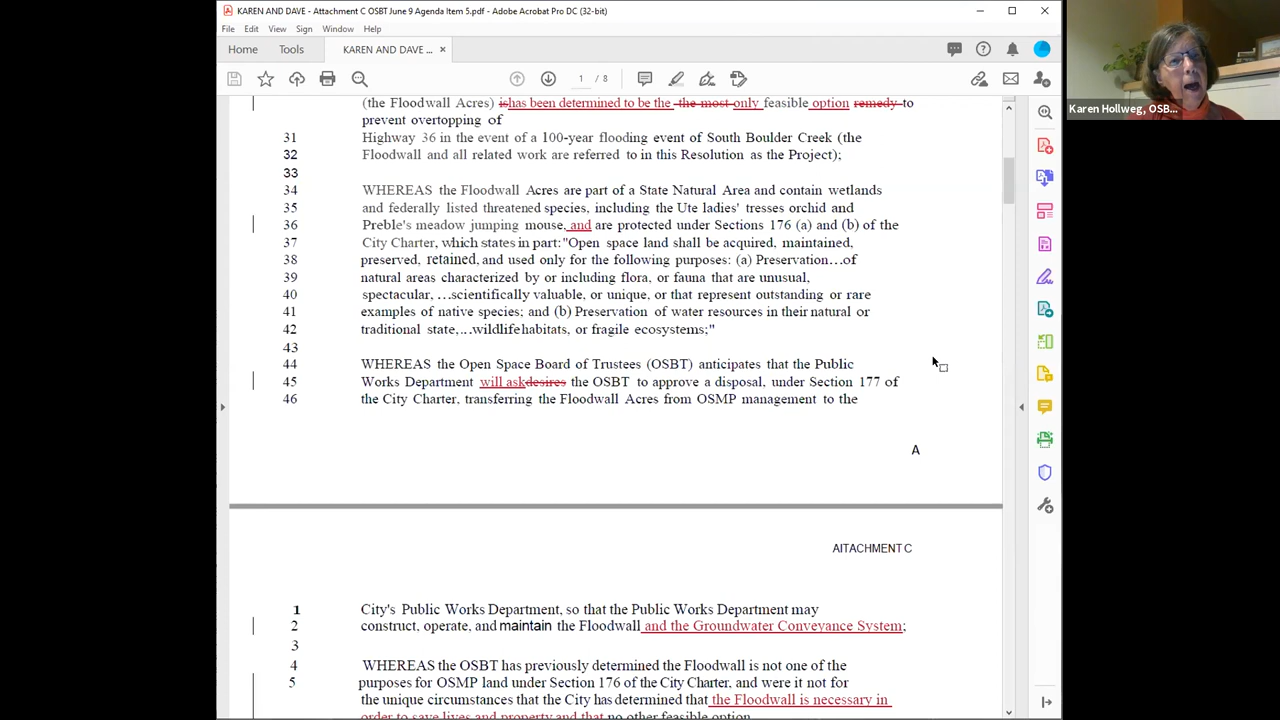 KAREN AND DAVE - Attachment C OSBT June 9 Agenda Item 5.pdf - Adobe Acrobat Pro DC (32-bit)
File Edit View Sign Window Help
Home Tools KAREN AND DAVE ... ×
1 / 8
Karen Hollweg, OSB...
(the Floodwall Acres) ishas been determined to be the the most only feasible option remedy to
prevent overtopping of
31 Highway 36 in the event of a 100-year flooding event of South Boulder Creek (the
32 Floodwall and all related work are referred to in this Resolution as the Project);
33
34 WHEREAS the Floodwall Acres are part of a State Natural Area and contain wetlands
35 and federally listed threatened species, including the Ute ladies' tresses orchid and
36 Preble's meadow jumping mouse, and are protected under Sections 176 (a) and (b) of the
37 City Charter, which states in part: "Open space land shall be acquired, maintained,
38 preserved, retained, and used only for the following purposes: (a) Preservation...of
39 natural areas characterized by or including flora, or fauna that are unusual,
40 spectacular, ...scientifically valuable, or unique, or that represent outstanding or rare
41 examples of native species; and (b) Preservation of water resources in their natural or
42 traditional state,...wildlife habitats, or fragile ecosystems;"
43
44 WHEREAS the Open Space Board of Trustees (OSBT) anticipates that the Public
45 Works Department will askdesires the OSBT to approve a disposal, under Section 177 of
46 the City Charter, transferring the Floodwall Acres from OSMP management to the
A
AITACHMENT C
1 City's Public Works Department, so that the Public Works Department may
2 construct, operate, and maintain the Floodwall and the Groundwater Conveyance System;
3
4 WHEREAS the OSBT has previously determined the Floodwall is not one of the
5 purposes for OSMP land under Section 176 of the City Charter, and were it not for
the unique circumstances that the City has determined that the Floodwall is necessary in
order to save lives and property and that no other feasible option